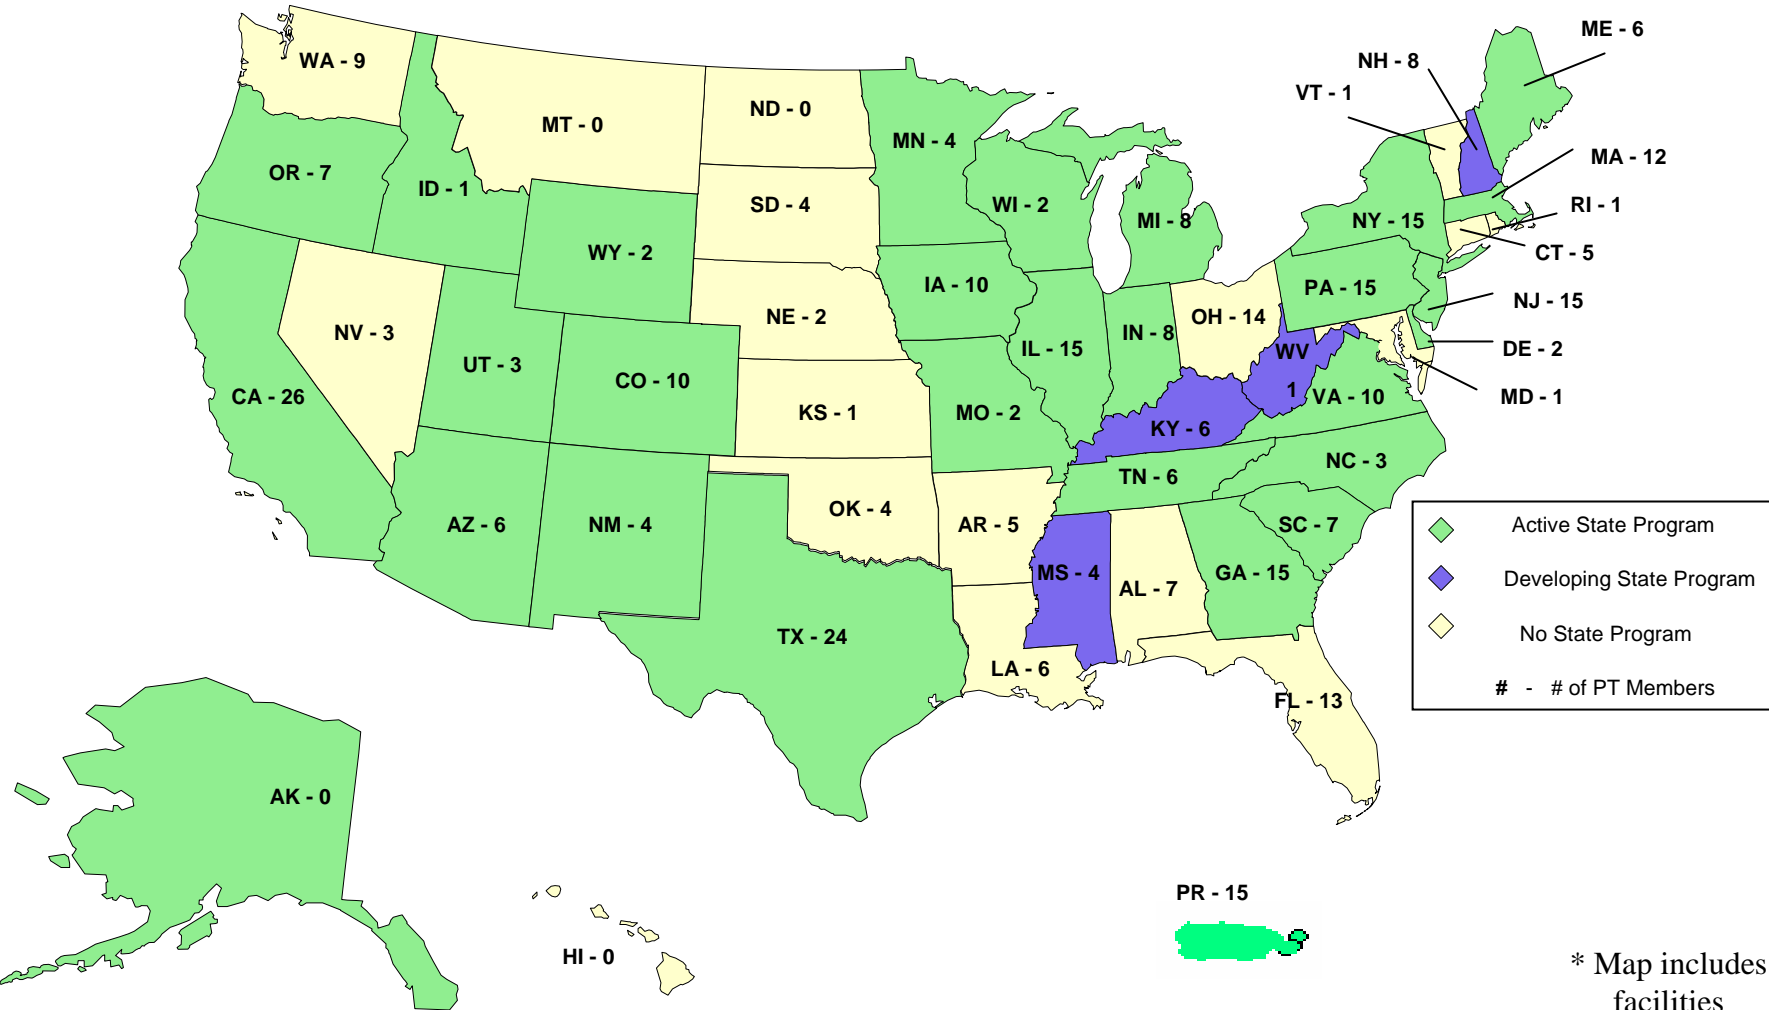 ME - 6
NH - 8
WA - 9
VT - 1
ND - 0
MT - 0
MN - 4
MA - 12
OR - 7
ID - 1
SD - 4
WI - 2
MI - 8
NY - 15
RI - 1
WY - 2
CT - 5
IA - 10
PA - 15
NJ - 15
NE - 2
OH - 14
NV - 3
IN - 8
IL - 15
WV
1
DE - 2
UT - 3
CO - 10
CA - 26
VA - 10
MD - 1
KS - 1
MO - 2
KY - 6
NC - 3
TN - 6
OK - 4
AZ - 6
NM - 4
AR - 5
SC - 7
Active State Program
MS - 4
AL - 7
GA - 15
Developing State Program
TX - 24
No State Program
LA - 6
FL - 13
# - # of PT Members
AK - 0
PR - 15
HI - 0
* Map includes
facilities